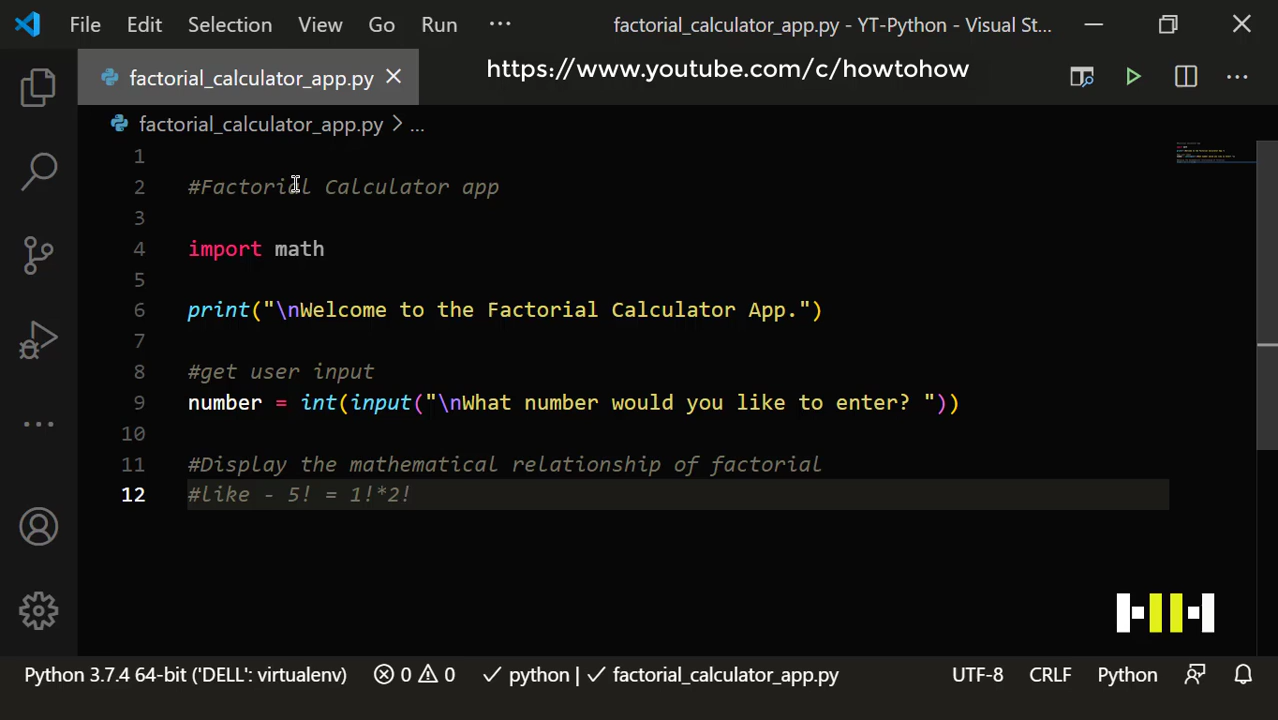 File Edit Selection View Go Run ··· factorial_calculator_app.py - YT-Python - Visual St...
factorial_calculator_app.py https://www.youtube.com/c/howtohow
factorial_calculator_app.py > ...
1
2 #Factorial Calculator app
3
4 import math
5
6 print("\nWelcome to the Factorial Calculator App.")
7
8 #get user input
9 number = int(input("\nWhat number would you like to enter? "))
10
11 #Display the mathematical relationship of factorial
12 #like - 5! = 1!*2!
Python 3.7.4 64-bit ('DELL': virtualenv) 0 0 ✓ python | ✓ factorial_calculator_app.py UTF-8 CRLF Python